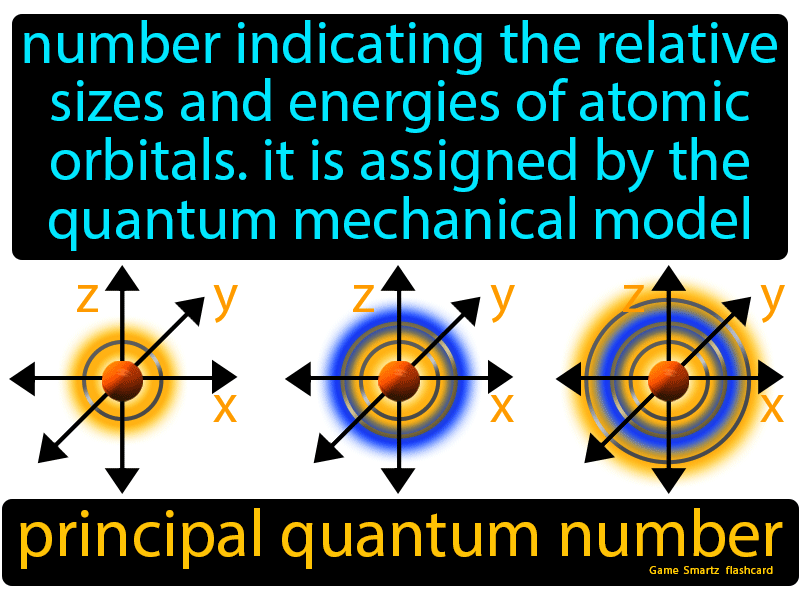 number indicating the relative
sizes and energies of atomic
orbitals. it is assigned by the
quantum mechanical model
z y z y z y
x x x
principal quantum number
Game Smartz flashcard